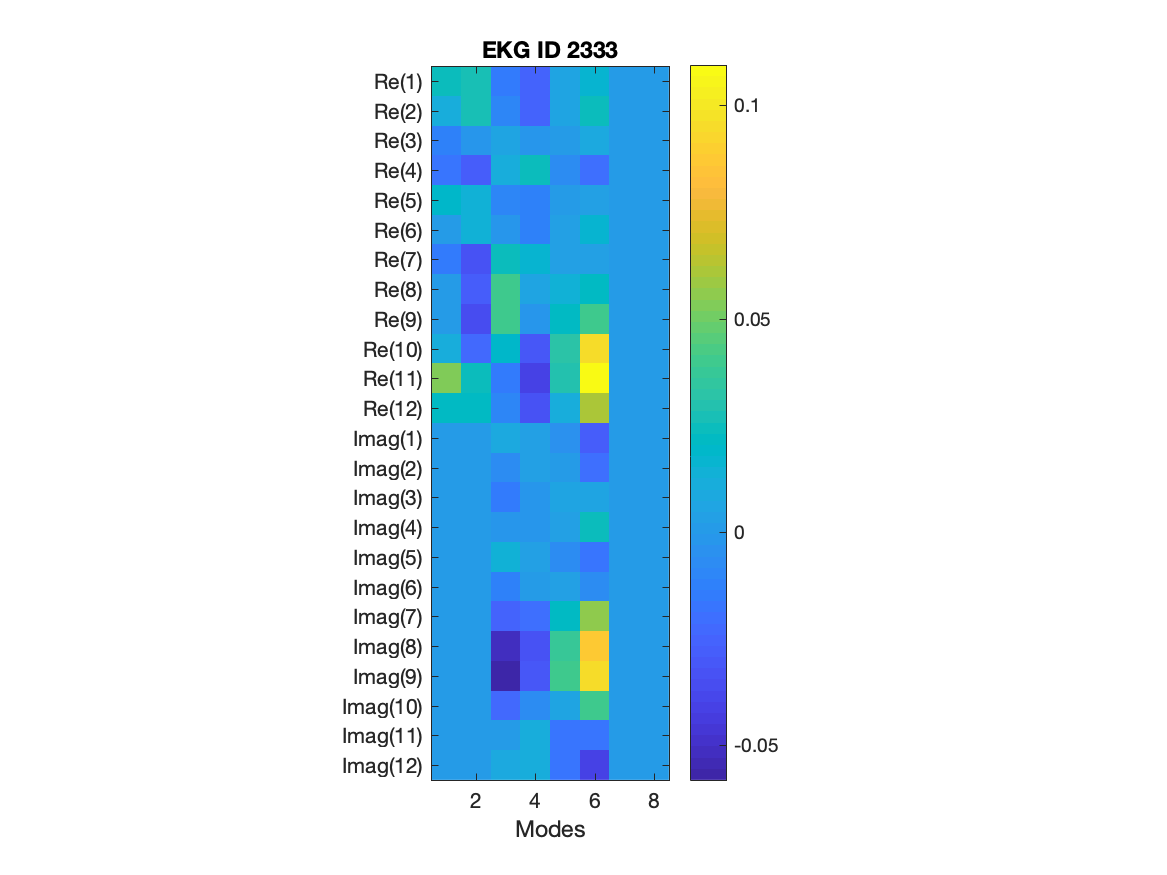 EKG ID 2333
Re(1)
Re(2)
Re(3)
Re(4)
Re(5)
Re(6)
Re(7)
Re(8)
Re(9)
Re(10)
Re(11)
Re(12)
Imag(1)
Imag(2)
Imag(3)
Imag(4)
Imag(5)
Imag(6)
Imag(7)
Imag(8)
Imag(9)
Imag(10)
Imag(11)
Imag(12)
2 4 6 8
Modes
0.1
0.05
0
-0.05